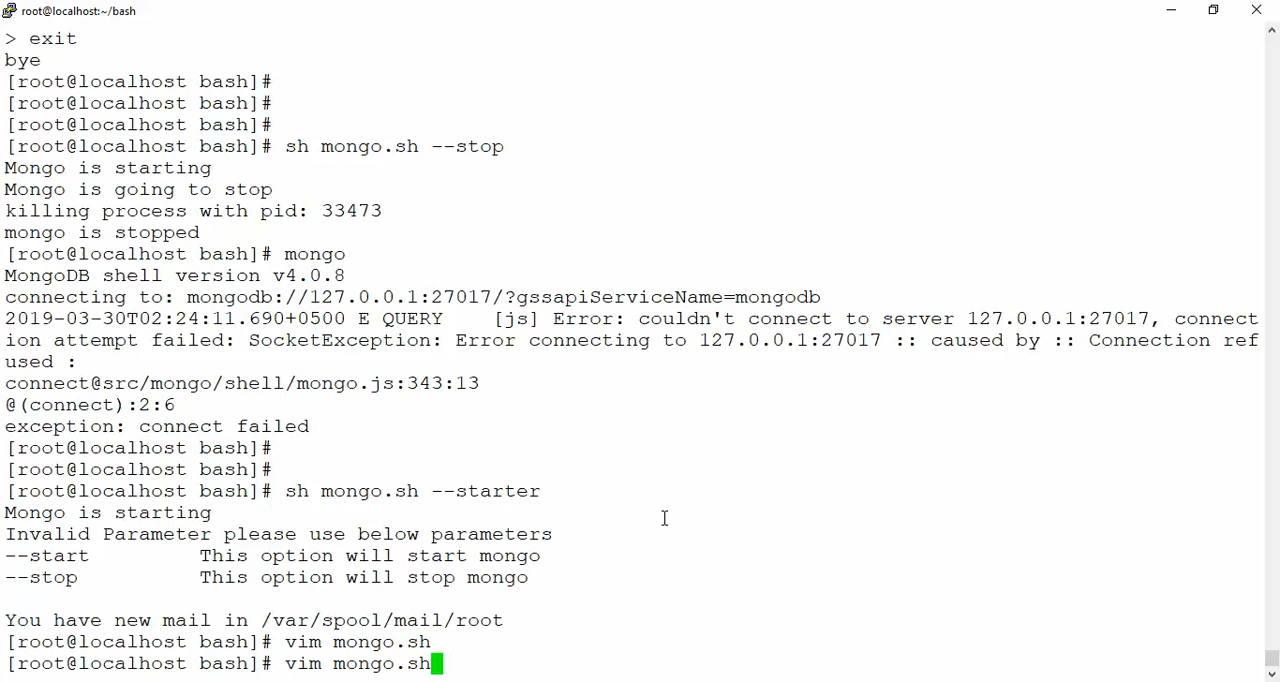 root@localhost:~/bash
> exit
bye
[root@localhost bash]#
[root@localhost bash]#
[root@localhost bash]#
[root@localhost bash]# sh mongo.sh --stop
Mongo is starting
Mongo is going to stop
killing process with pid: 33473
mongo is stopped
[root@localhost bash]# mongo
MongoDB shell version v4.0.8
connecting to: mongodb://127.0.0.1:27017/?gssapiServiceName=mongodb
2019-03-30T02:24:11.690+0500 E QUERY    [js] Error: couldn't connect to server 127.0.0.1:27017, connect
ion attempt failed: SocketException: Error connecting to 127.0.0.1:27017 :: caused by :: Connection ref
used :
connect@src/mongo/shell/mongo.js:343:13
@(connect):2:6
exception: connect failed
[root@localhost bash]#
[root@localhost bash]#
[root@localhost bash]# sh mongo.sh --starter
Mongo is starting
Invalid Parameter please use below parameters
--start         This option will start mongo
--stop          This option will stop mongo
You have new mail in /var/spool/mail/root
[root@localhost bash]# vim mongo.sh
[root@localhost bash]# vim mongo.sh